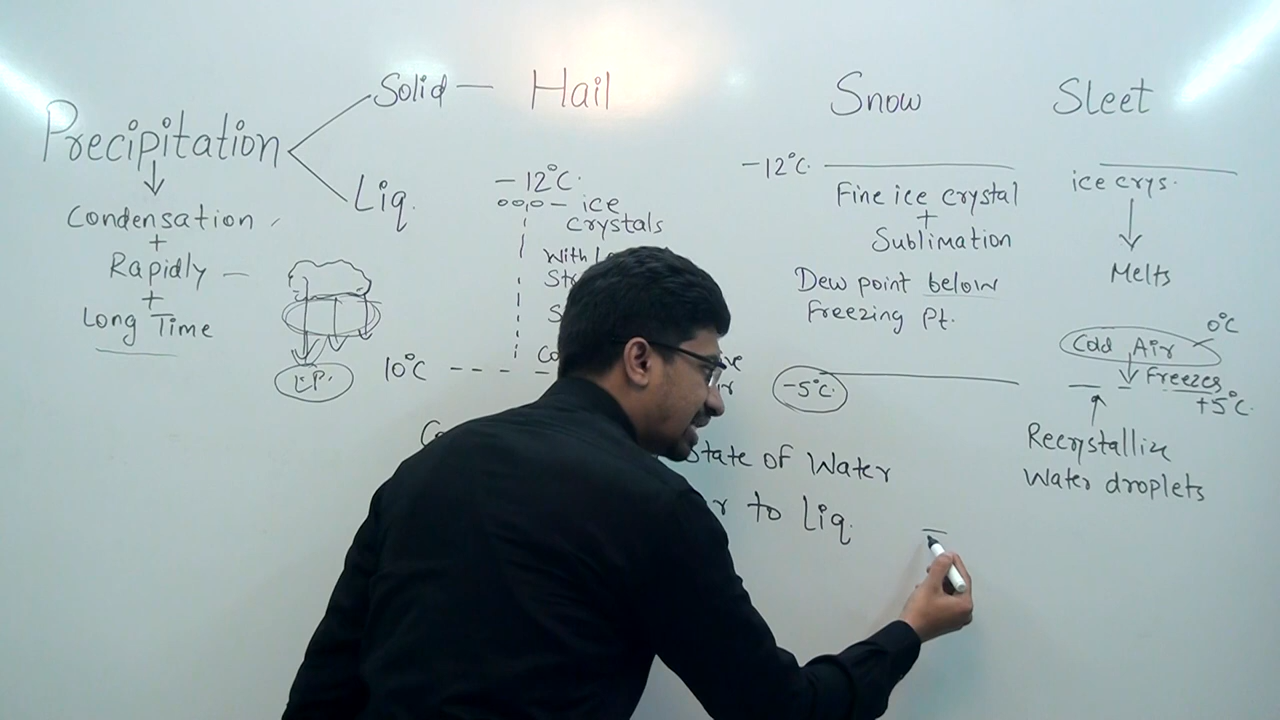 Precipitation
Condensation
+
Rapidly —
+
Long Time
I.P.
Solid — Hail
Liq.
-12°C.
— ice
crystals
With
10°C
Snow
-12°C.
Fine ice crystal
+
Sublimation
Dew point below
Freezing Pt.
-5°C.
State of Water
to Liq.
Sleet
ice crys.
Melts
0°C
Cold Air
Freezes
+5°C.
Recrystallize
Water droplets